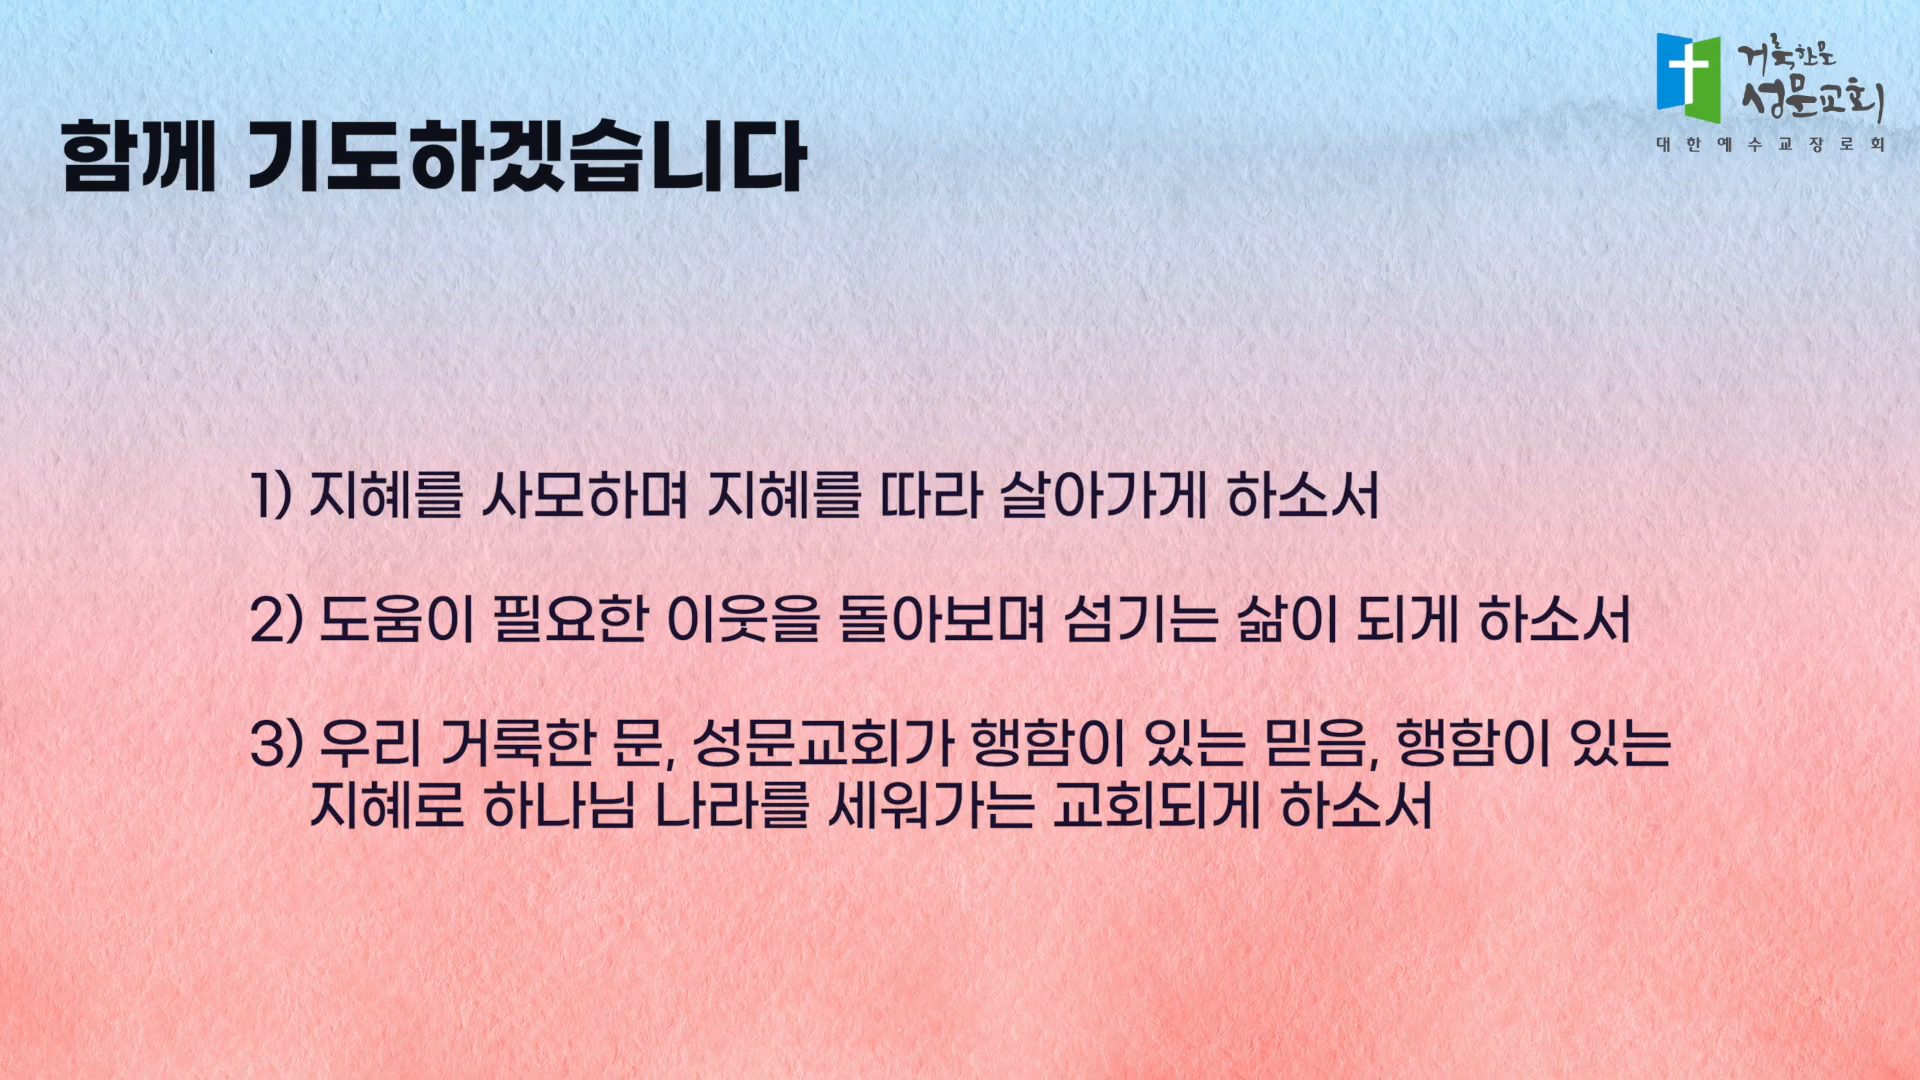 거룩한문
성문교회
대한예수교장로회
함께 기도하겠습니다
1) 지혜를 사모하며 지혜를 따라 살아가게 하소서
2) 도움이 필요한 이웃을 돌아보며 섬기는 삶이 되게 하소서
3) 우리 거룩한 문, 성문교회가 행함이 있는 믿음, 행함이 있는
지혜로 하나님 나라를 세워가는 교회되게 하소서